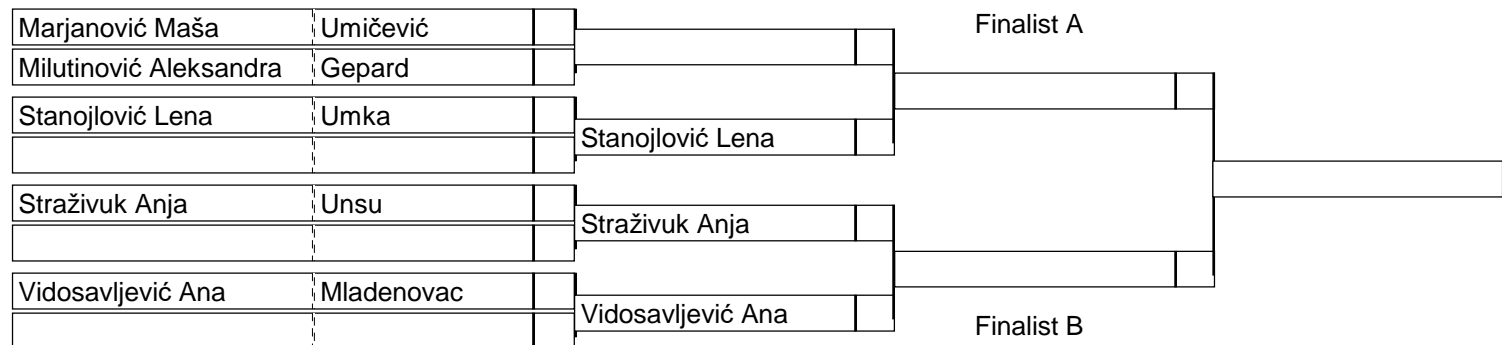 Marjanović Maša Umičević
Milutinović Aleksandra Gepard
Stanojlović Lena Umka
Straživuk Anja Unsu
Vidosavljević Ana Mladenovac
Stanojlović Lena
Straživuk Anja
Vidosavljević Ana
Finalist A
Finalist B